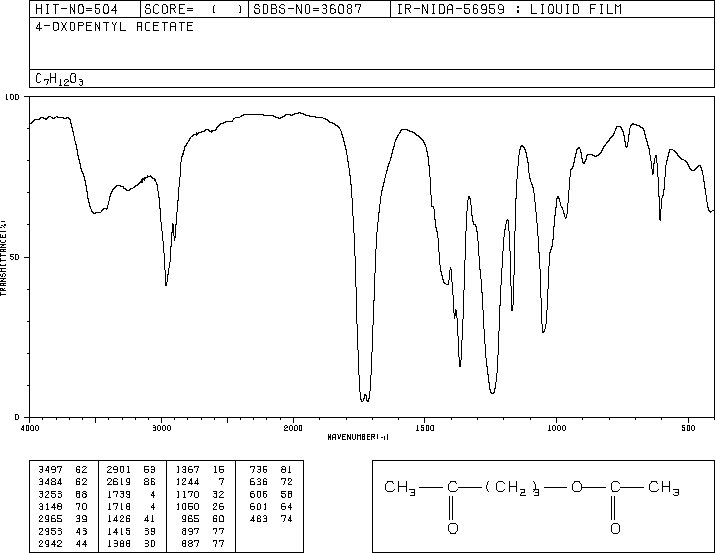 HIT-NO=504 SCORE= ( ) SDBS-NO=36087 IR-NIDA-56959 : LIQUID FILM
4-OXOPENTYL ACETATE
C7H12O3
100
50
0
TRANSMITTANCE(%)
4000 3000 2000 1500 1000 500
WAVENUMBER(-1)
3497 62 2901 53 1367 15 736 81
3484 62 2619 86 1244 7 636 72
3253 68 1739 4 1170 32 606 58
3148 70 1718 4 1050 26 601 64
2965 39 1426 41 965 60 483 74
2953 43 1415 39 897 77
2942 44 1388 30 887 77
CH3 C (CH2)3 O C CH3
O O